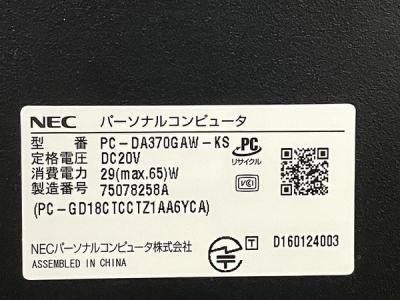 NEC パーソナルコンピュータ
型 番 PC-DA370GAW-KS PC
定格電圧 DC20V リサイクル
消費電力 29(max.65)W
製造番号 75078258A VCI
(PC-GD18CTCCTZ1AA6YCA)
NECパーソナルコンピュータ株式会社 T D160124003
ASSEMBLED IN CHINA